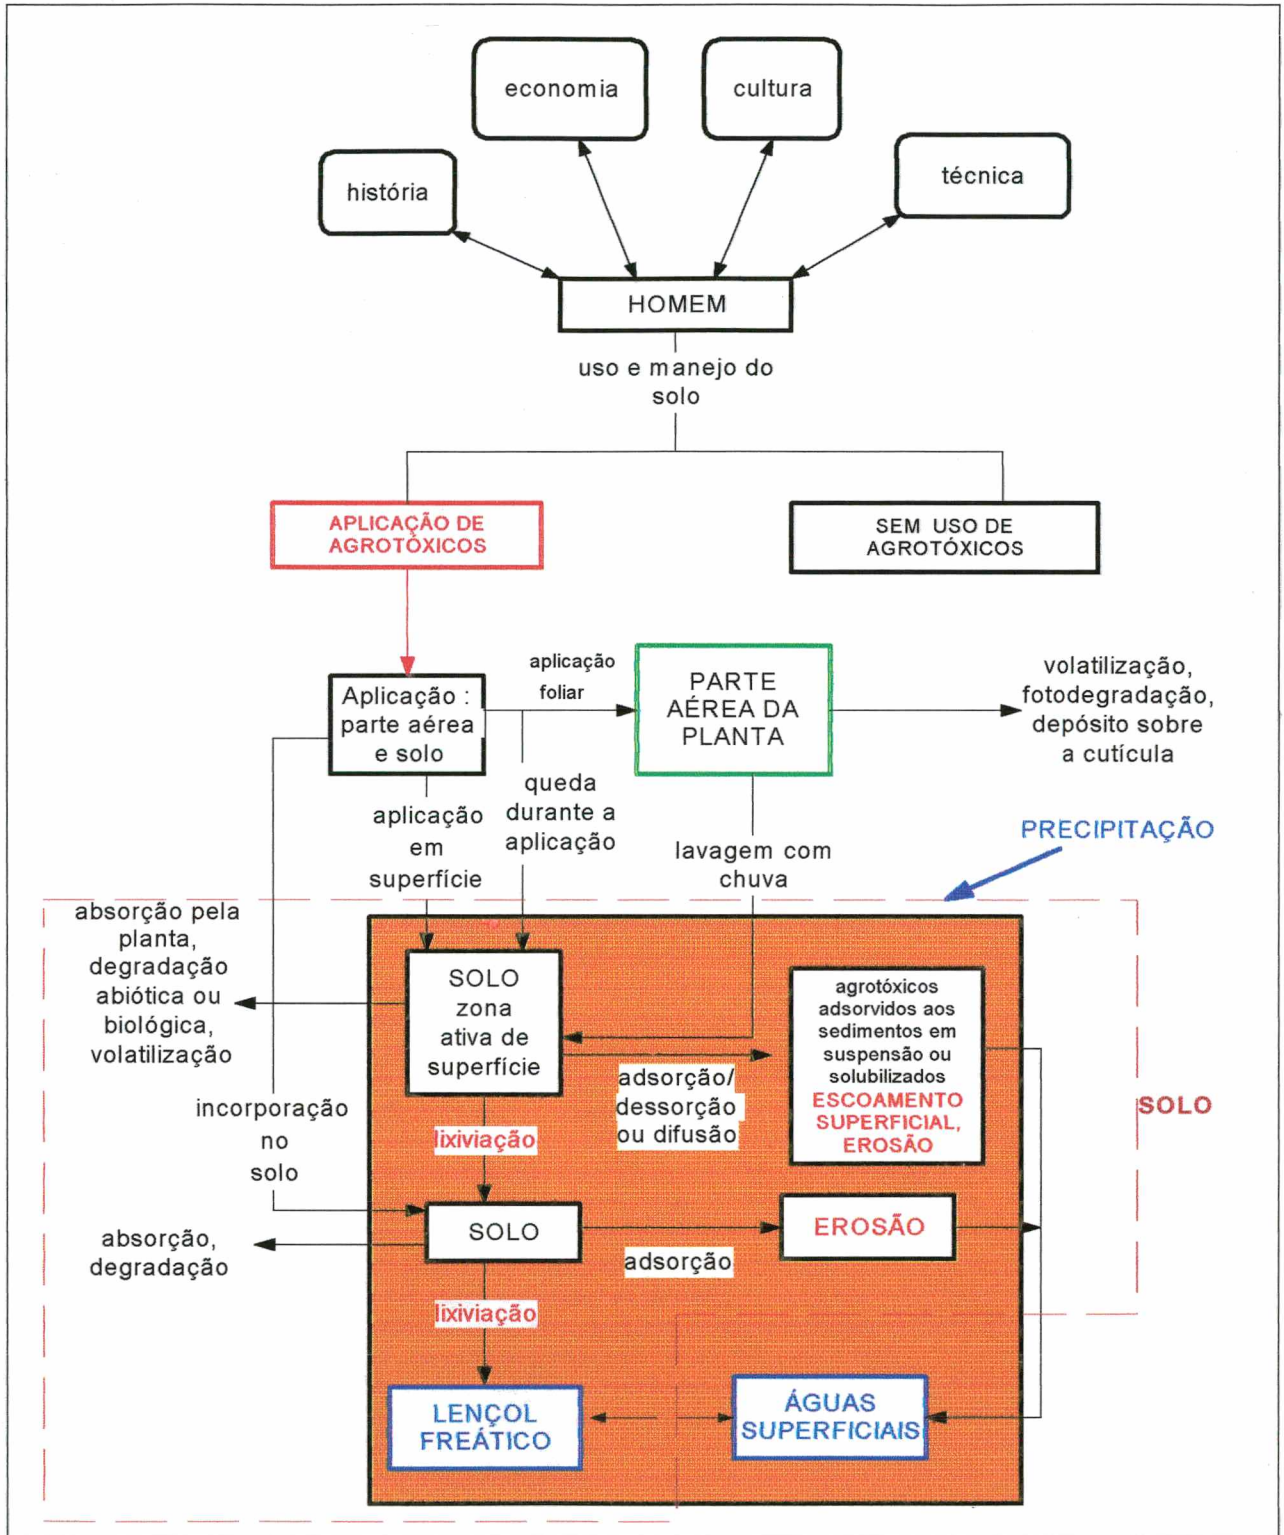 economia
cultura
história
técnica
HOMEM
uso e manejo do
solo
APLICAÇÃO DE
AGROTÓXICOS
SEM USO DE
AGROTÓXICOS
Aplicação :
parte aérea
e solo
aplicação
foliar
PARTE
AÉREA DA
PLANTA
volatilização,
fotodegradação,
depósito sobre
a cutícula
aplicação
em
superfície
queda
durante a
aplicação
lavagem com
chuva
PRECIPITAÇÃO
absorção pela
planta,
degradação
abiótica ou
biológica,
volatilização
SOLO
zona
ativa de
superfície
adsorção/
dessorção
ou difusão
agrotóxicos
adsorvidos aos
sedimentos em
suspensão ou
solubilizados
ESCOAMENTO
SUPERFICIAL,
EROSÃO
SOLO
incorporação
no
solo
lixiviação
SOLO
adsorção
EROSÃO
absorção,
degradação
lixiviação
LENÇOL
FREÁTICO
ÁGUAS
SUPERFICIAIS